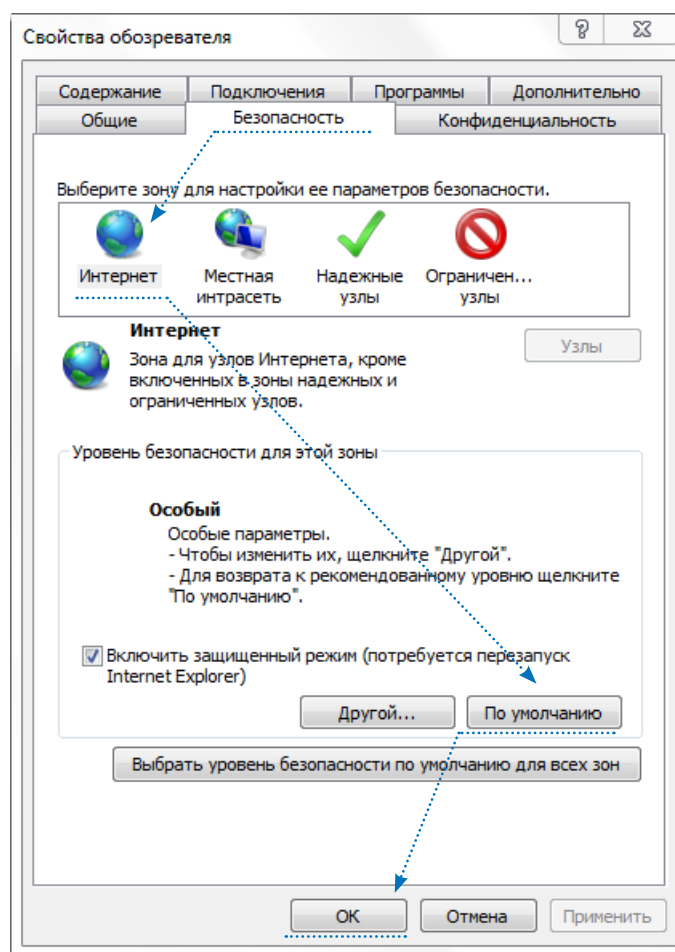 Свойства обозревателя
Содержание Подключения Программы Дополнительно
Общие Безопасность Конфиденциальность
Выберите зону для настройки ее параметров безопасности.
Интернет Местная Надежные Ограничен...
интрасеть узлы узлы
Интернет
Узлы
Зона для узлов Интернета, кроме
включенных в зоны надежных и
ограниченных узлов.
Уровень безопасности для этой зоны
Особый
Особые параметры.
- Чтобы изменить их, щелкните "Другой".
- Для возврата к рекомендованному уровню щелкните
"По умолчанию".
Включить защищенный режим (потребуется перезапуск
Internet Explorer)
Другой... По умолчанию
Выбрать уровень безопасности по умолчанию для всех зон
ОК Отмена Применить